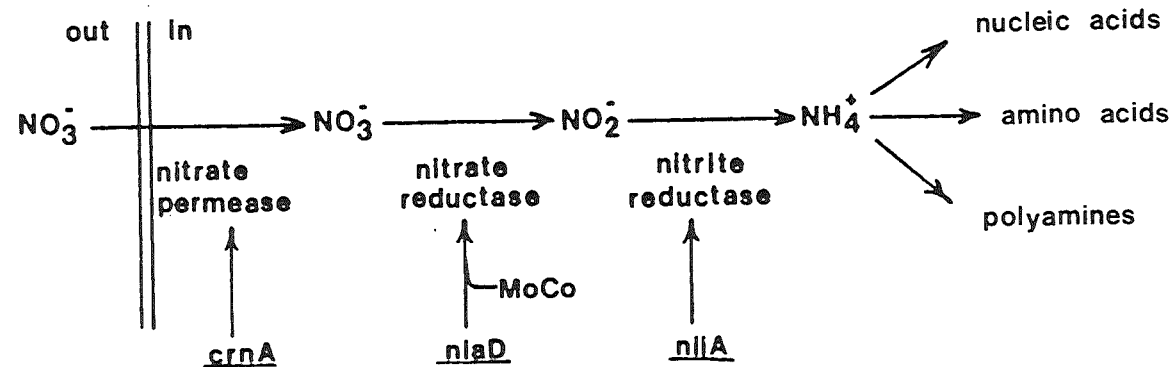 out in
nucleic acids
NO₃⁻ NO₃⁻ NO₂⁻ NH₄⁺ amino acids
nitrate permease
nitrate reductase
nitrite reductase
polyamines
MoCo
crnA niaD niiA